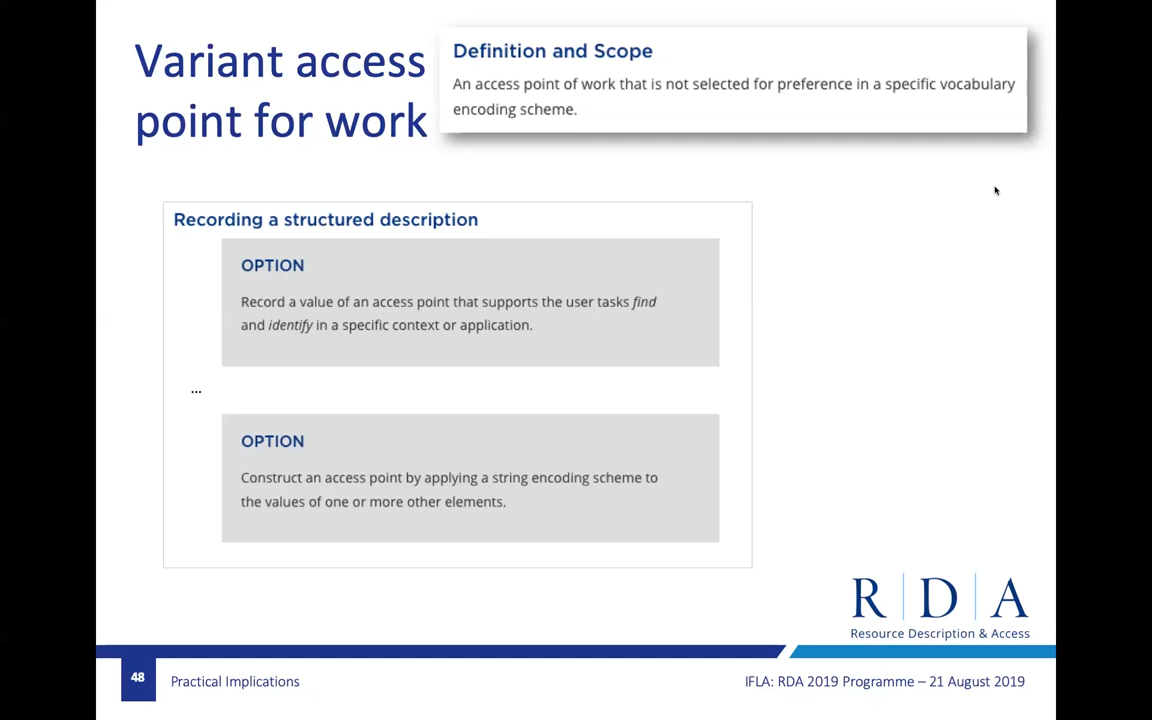 Variant access
point for work
Definition and Scope
An access point of work that is not selected for preference in a specific vocabulary
encoding scheme.
Recording a structured description
OPTION
Record a value of an access point that supports the user tasks find
and identify in a specific context or application.
...
OPTION
Construct an access point by applying a string encoding scheme to
the values of one or more other elements.
R D A
Resource Description & Access
48
Practical Implications
IFLA: RDA 2019 Programme – 21 August 2019